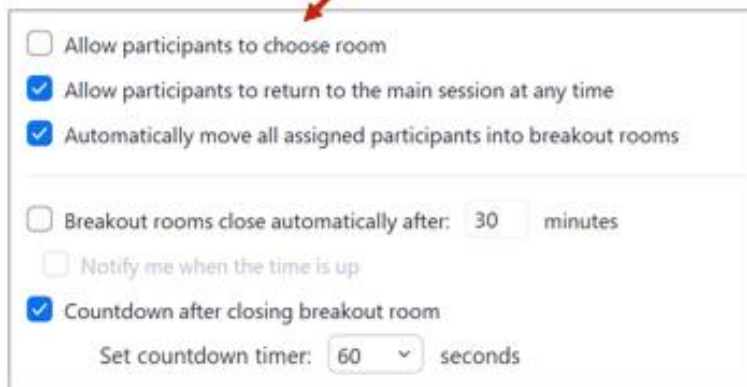 Allow participants to choose room
Allow participants to return to the main session at any time
Automatically move all assigned participants into breakout rooms
Breakout rooms close automatically after: 30 minutes
Notify me when the time is up
Countdown after closing breakout room
Set countdown timer: 60 seconds